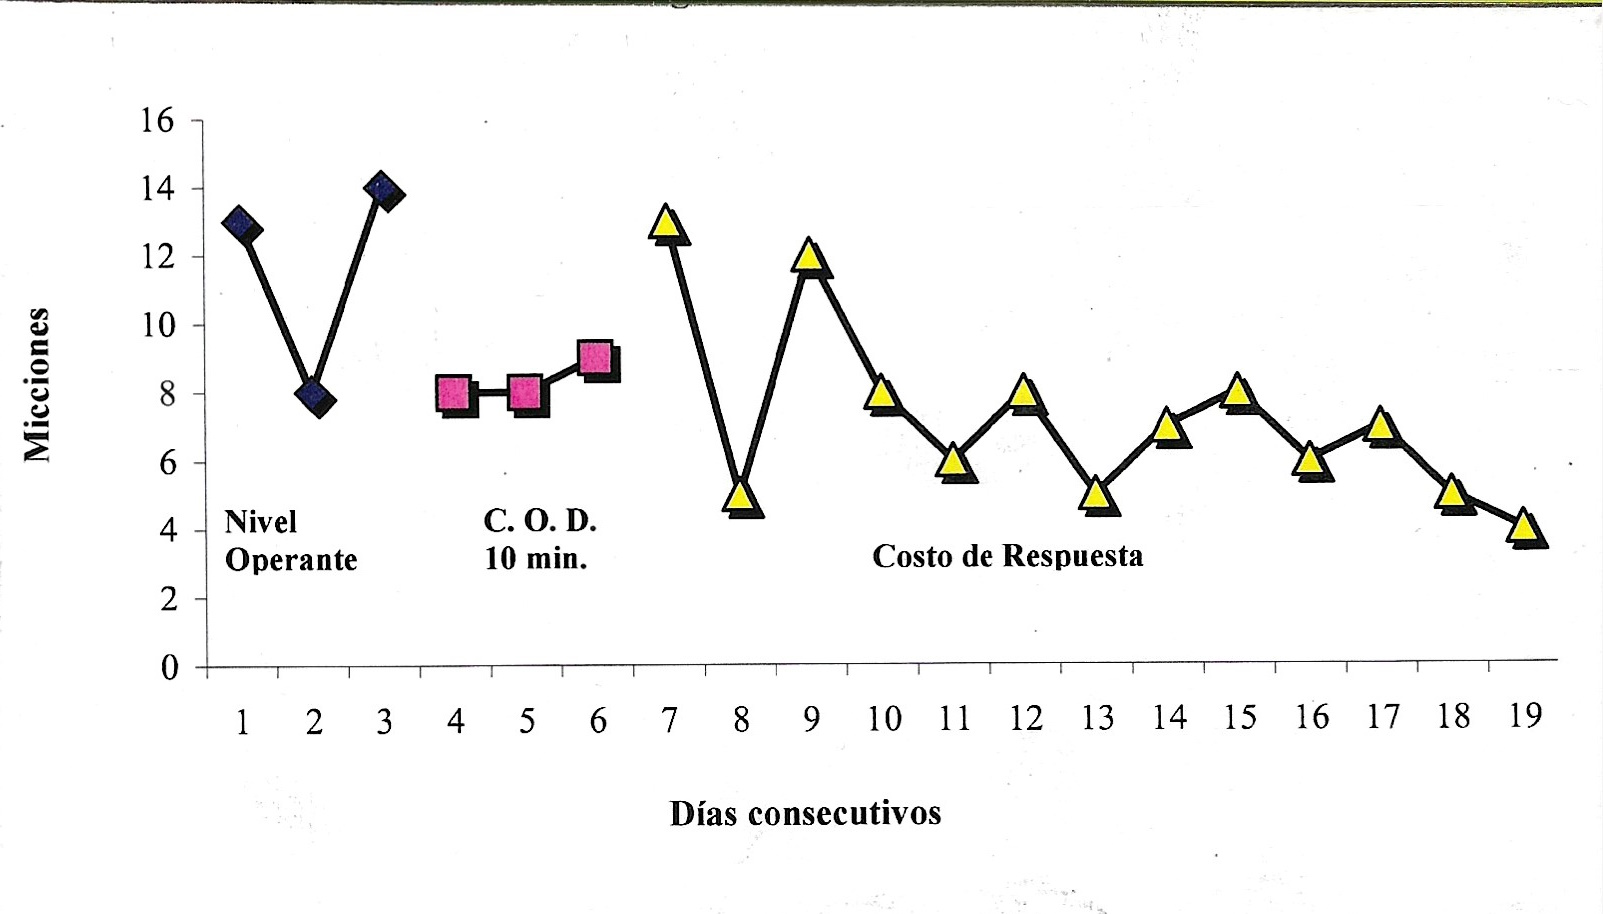 16
14
12
10
8
6
4
2
0
Micciones
Nivel
Operante
C. O. D.
10 min.
Costo de Respuesta
1 2 3 4 5 6 7 8 9 10 11 12 13 14 15 16 17 18 19
Días consecutivos